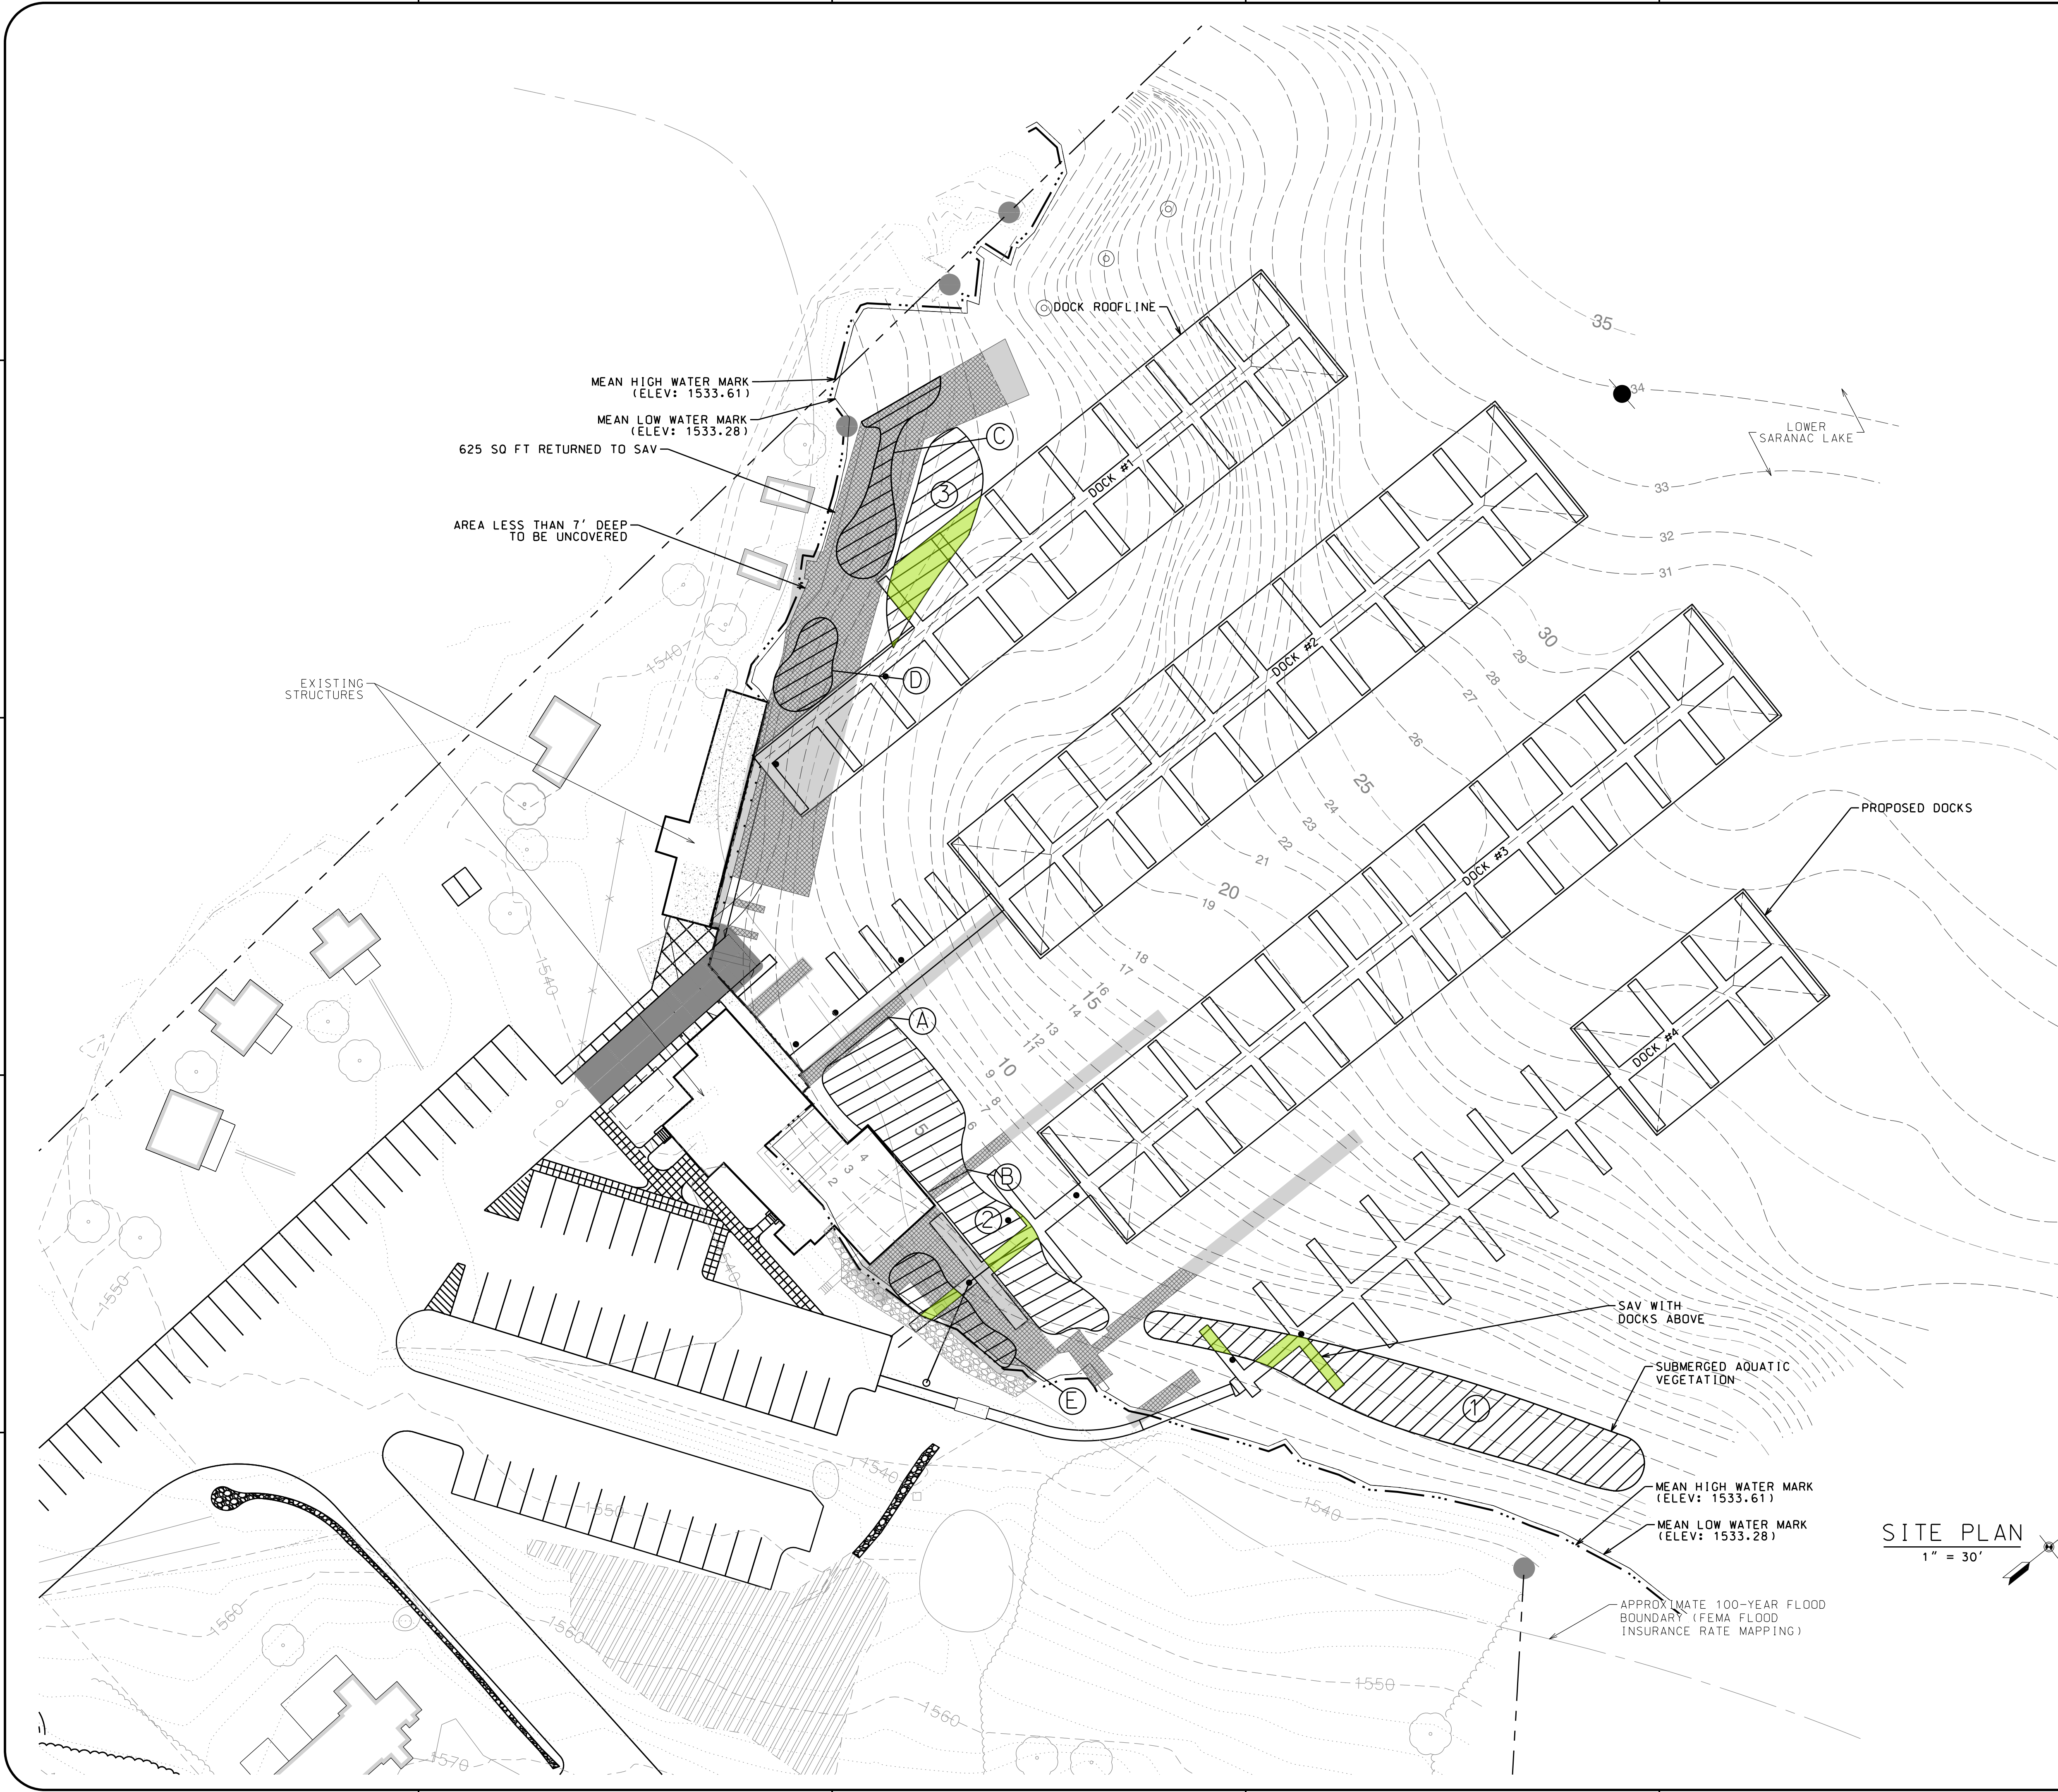 35
DOCK ROOFLINE
MEAN HIGH WATER MARK
(ELEV: 1533.61)
34
MEAN LOW WATER MARK
(ELEV: 1533.28)
LOWER
SARANAC LAKE
625 SQ FT RETURNED TO SAV
C
DOCK #1
33
3
AREA LESS THAN 7' DEEP
TO BE UNCOVERED
32
31
30
29
28
27
26
25
24
23
22
21
20
19
18
17
16
15
14
13
12
11
10
9
8
7
6
5
4
3
2
1540
DOCK #2
EXISTING
STRUCTURES
D
PROPOSED DOCKS
DOCK #3
1540
A
DOCK #4
B
2
1540
1550
SAV WITH
DOCKS ABOVE
SUBMERGED AQUATIC
VEGETATION
E
1
1540
MEAN HIGH WATER MARK
(ELEV: 1533.61)
1550
1540
MEAN LOW WATER MARK
(ELEV: 1533.28)
SITE PLAN
1" = 30'
APPROXIMATE 100-YEAR FLOOD
BOUNDARY (FEMA FLOOD
INSURANCE RATE MAPPING)
1560
1560
1550
1560
1570